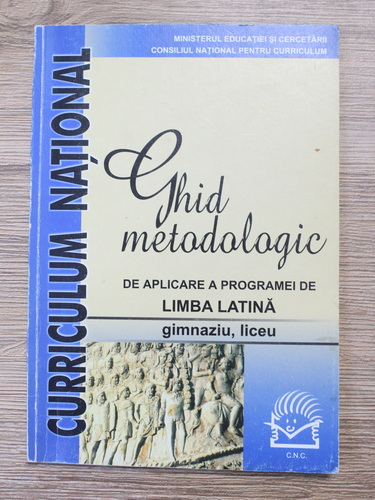 MINISTERUL EDUCAȚIEI ȘI CERCETĂRII
CONSILIUL NAȚIONAL PENTRU CURRICULUM
CURRICULUM NAȚIONAL
Ghid
metodologic
DE APLICARE A PROGRAMEI DE
LIMBA LATINĂ
gimnaziu, liceu
C.N.C.